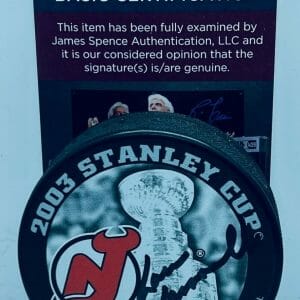 This item has been fully examined by
James Spence Authentication, LLC and
it is our considered opinion that the
signature(s) is/are genuine.
2003 STANLEY CUP
NJ